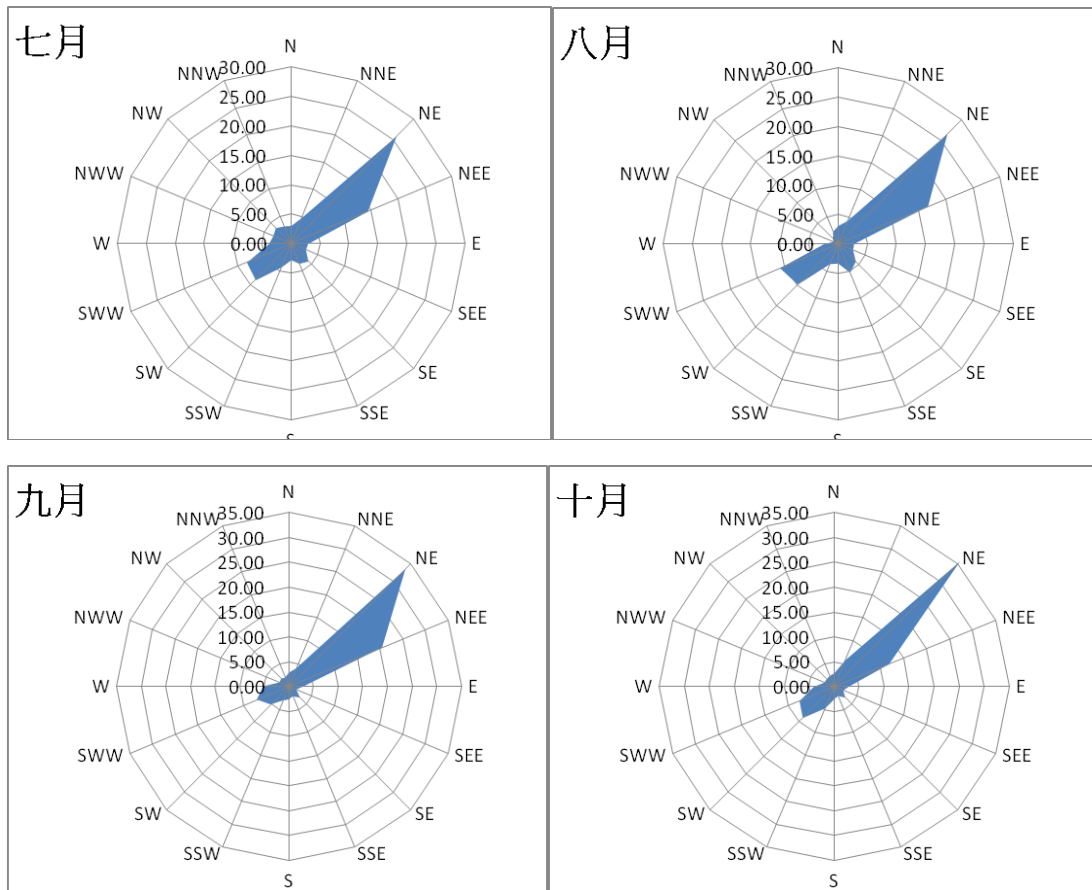 七月
N
NNE
NE
NEE
E
SEE
SE
SSE
S
SSW
SW
SWW
W
NWW
NW
NNW
30.00
25.00
20.00
15.00
10.00
5.00
0.00
八月
N
NNE
NE
NEE
E
SEE
SE
SSE
S
SSW
SW
SWW
W
NWW
NW
NNW
30.00
25.00
20.00
15.00
10.00
5.00
0.00
九月
N
NNE
NE
NEE
E
SEE
SE
SSE
S
SSW
SW
SWW
W
NWW
NW
NNW
35.00
30.00
25.00
20.00
15.00
10.00
5.00
0.00
十月
N
NNE
NE
NEE
E
SEE
SE
SSE
S
SSW
SW
SWW
W
NWW
NW
NNW
35.00
30.00
25.00
20.00
15.00
10.00
5.00
0.00